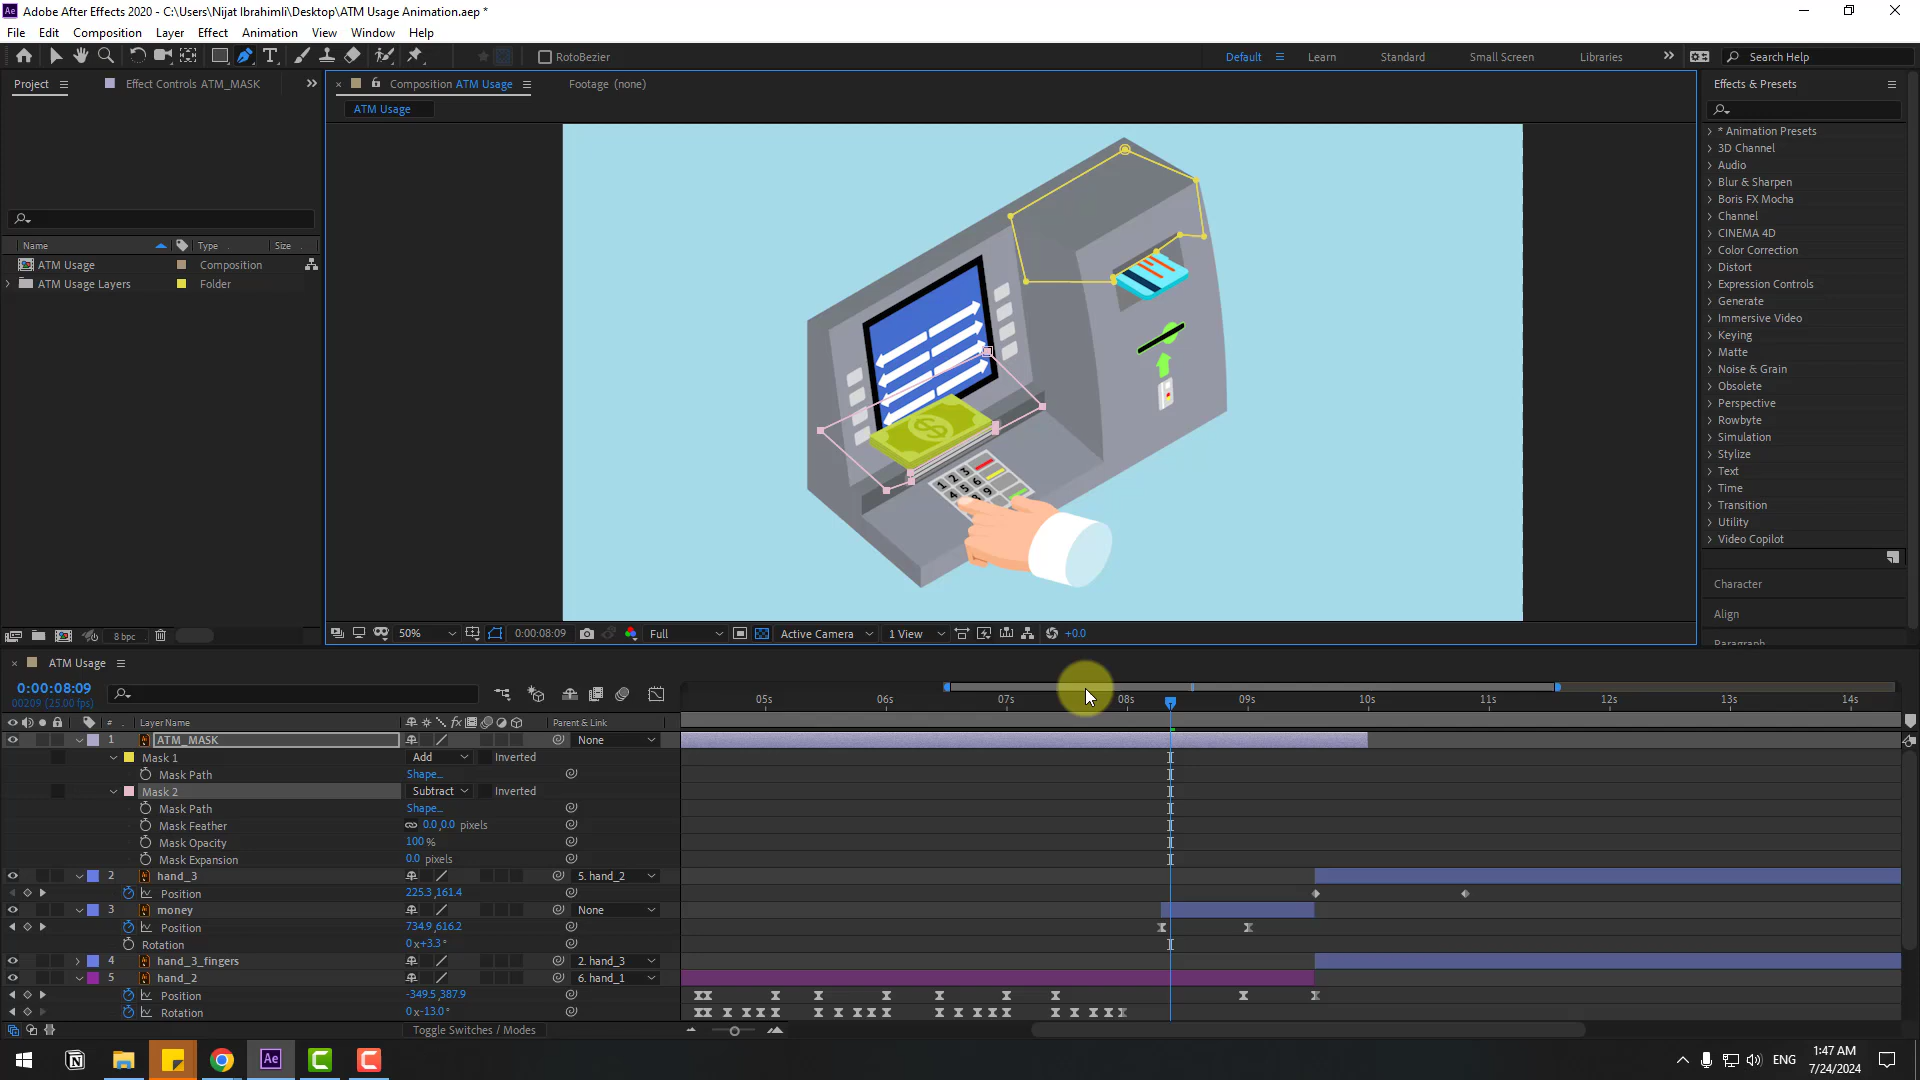 Adobe After Effects 2020 - C:\Users\Nijat Ibrahimli\Desktop\ATM Usage Animation.aep *
File Edit Composition Layer Effect Animation View Window Help
RotoBezier
Default Learn Standard Small Screen Libraries Search Help
Project Effect Controls ATM_MASK
Composition ATM Usage Footage (none)
ATM Usage
Name Type Size
ATM Usage Composition
ATM Usage Layers Folder
8 bpc
50% 0:00:08:09 Full Active Camera 1 View +0.0
Effects & Presets
* Animation Presets
3D Channel
Audio
Blur & Sharpen
Boris FX Mocha
Channel
CINEMA 4D
Color Correction
Distort
Expression Controls
Generate
Immersive Video
Keying
Matte
Noise & Grain
Obsolete
Perspective
Rowbyte
Simulation
Stylize
Text
Time
Transition
Utility
Video Copilot
Character
Align
ATM Usage
0:00:08:09
00209 (25.00 fps)
05s 06s 07s 08s 09s 10s 11s 12s 13s 14s
# Layer Name Parent & Link
1 ATM_MASK None
Mask 1 Add Inverted
Mask Path Shape...
Mask 2 Subtract Inverted
Mask Path Shape...
Mask Feather 0.0,0.0 pixels
Mask Opacity 100 %
Mask Expansion 0.0 pixels
2 hand_3 5. hand_2
Position 225.3,161.4
3 money None
Position 734.9,616.2
Rotation 0x+3.3°
4 hand_3_fingers 2. hand_3
5 hand_2 6. hand_1
Position -349.5,387.9
Rotation 0x-13.0°
Toggle Switches / Modes
ENG
1:47 AM
7/24/2024